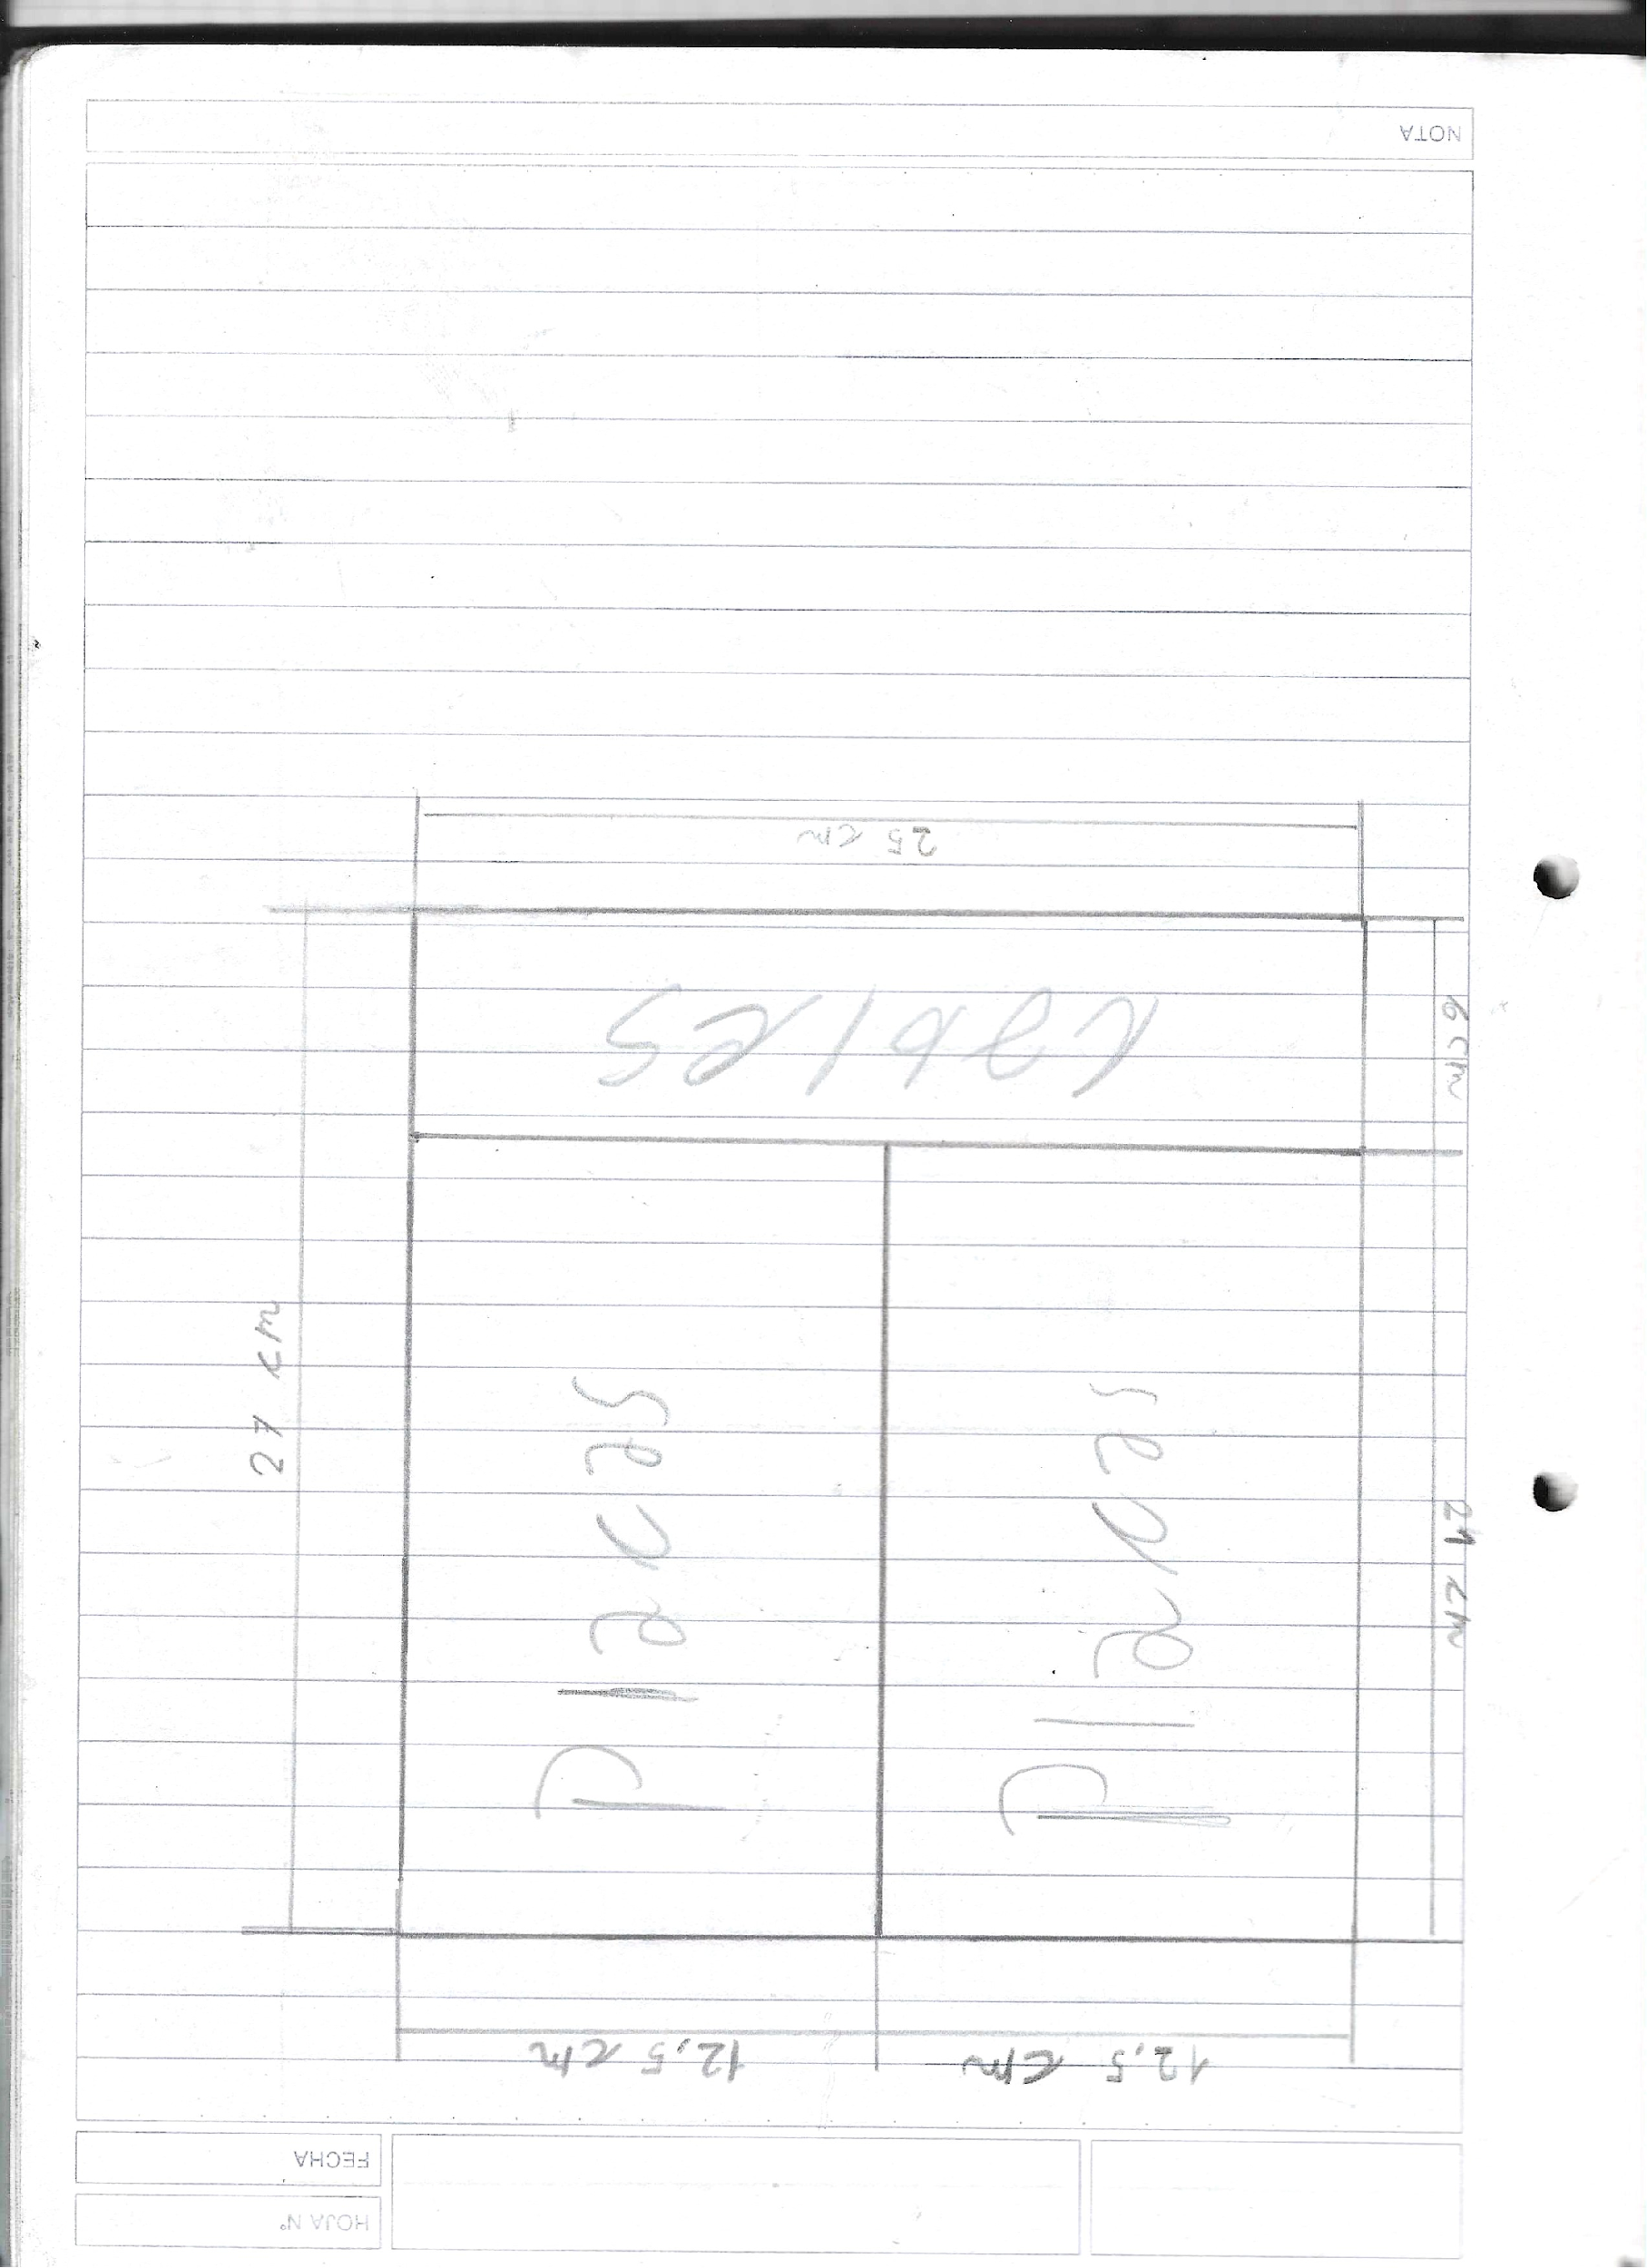 HOJA N°
FECHA
12,5 cm
12,5 cm
Placas
Placas
21 cm
27 cm
cables
6 cm
25 cm
NOTA